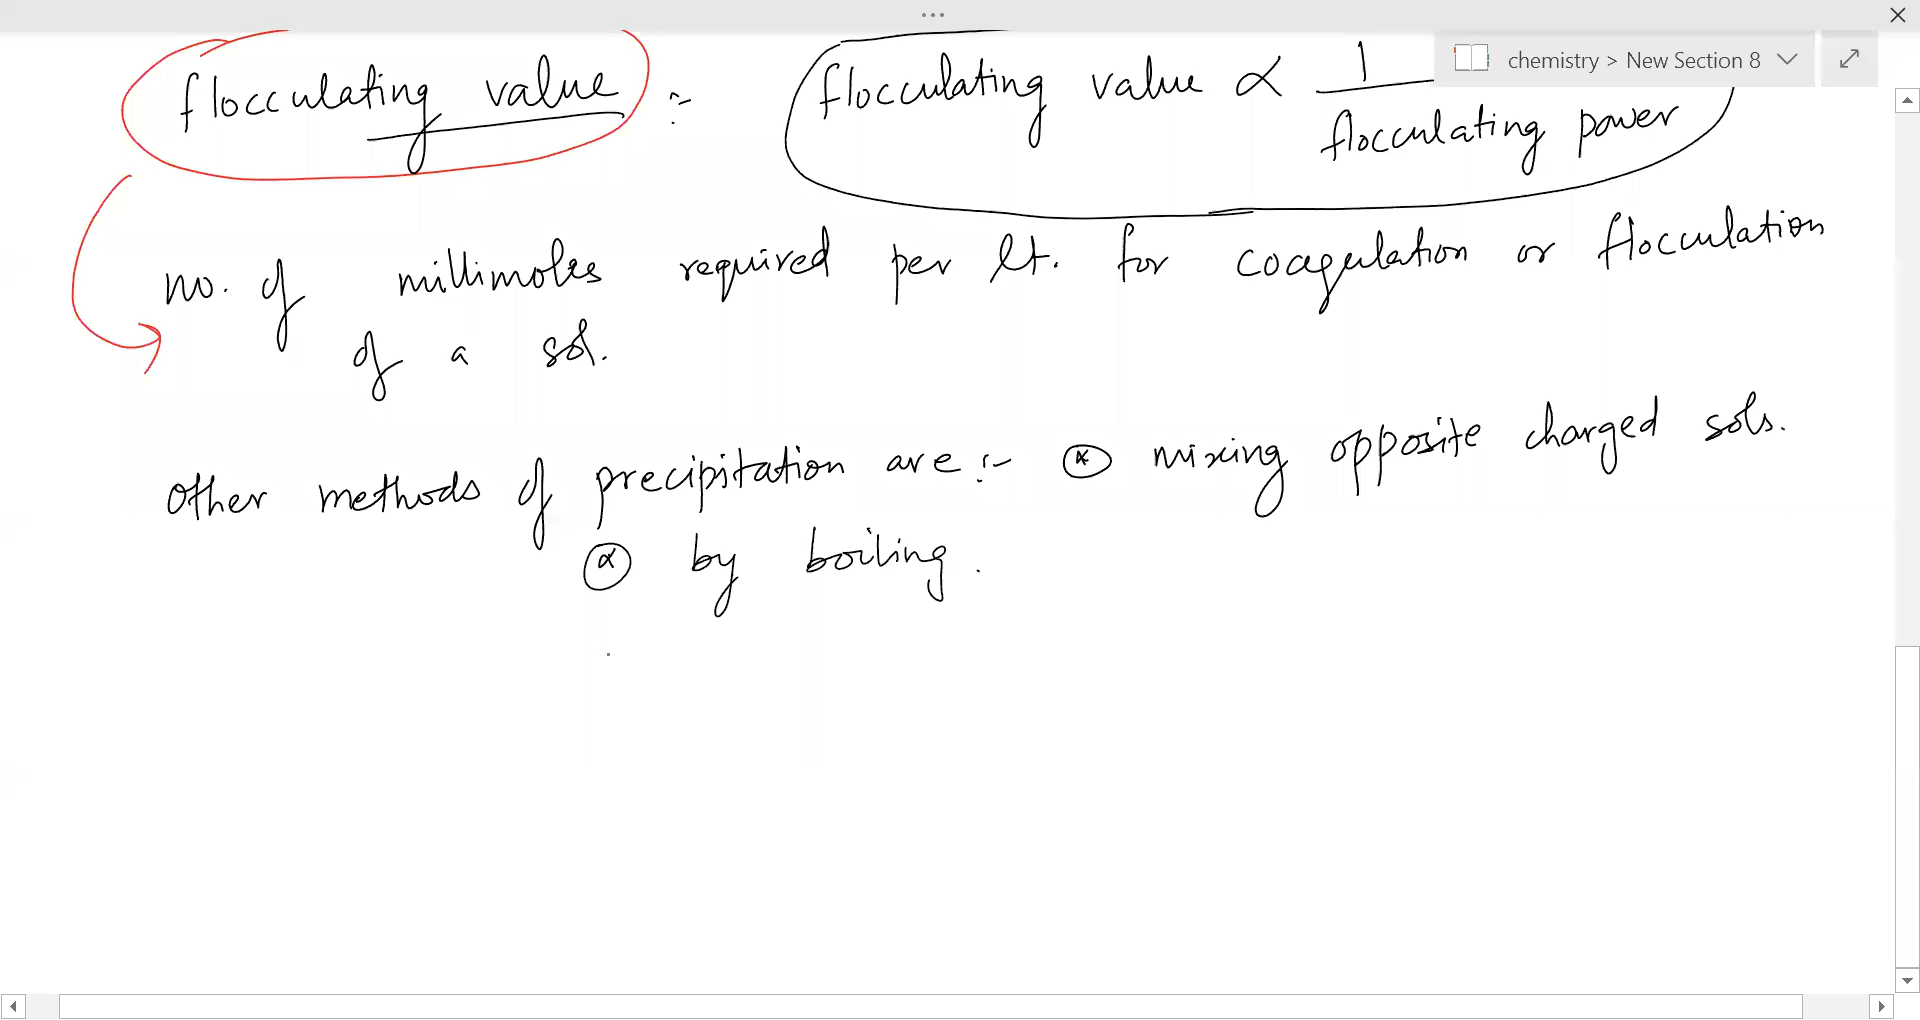 chemistry > New Section 8
flocculating value :- flocculating value ∝ 1 / flocculating power
no. of millimoles required per lt. for coagulation or flocculation
of a sol.
Other methods of precipitation are :- * mixing opposite charged sols.
* by boiling.